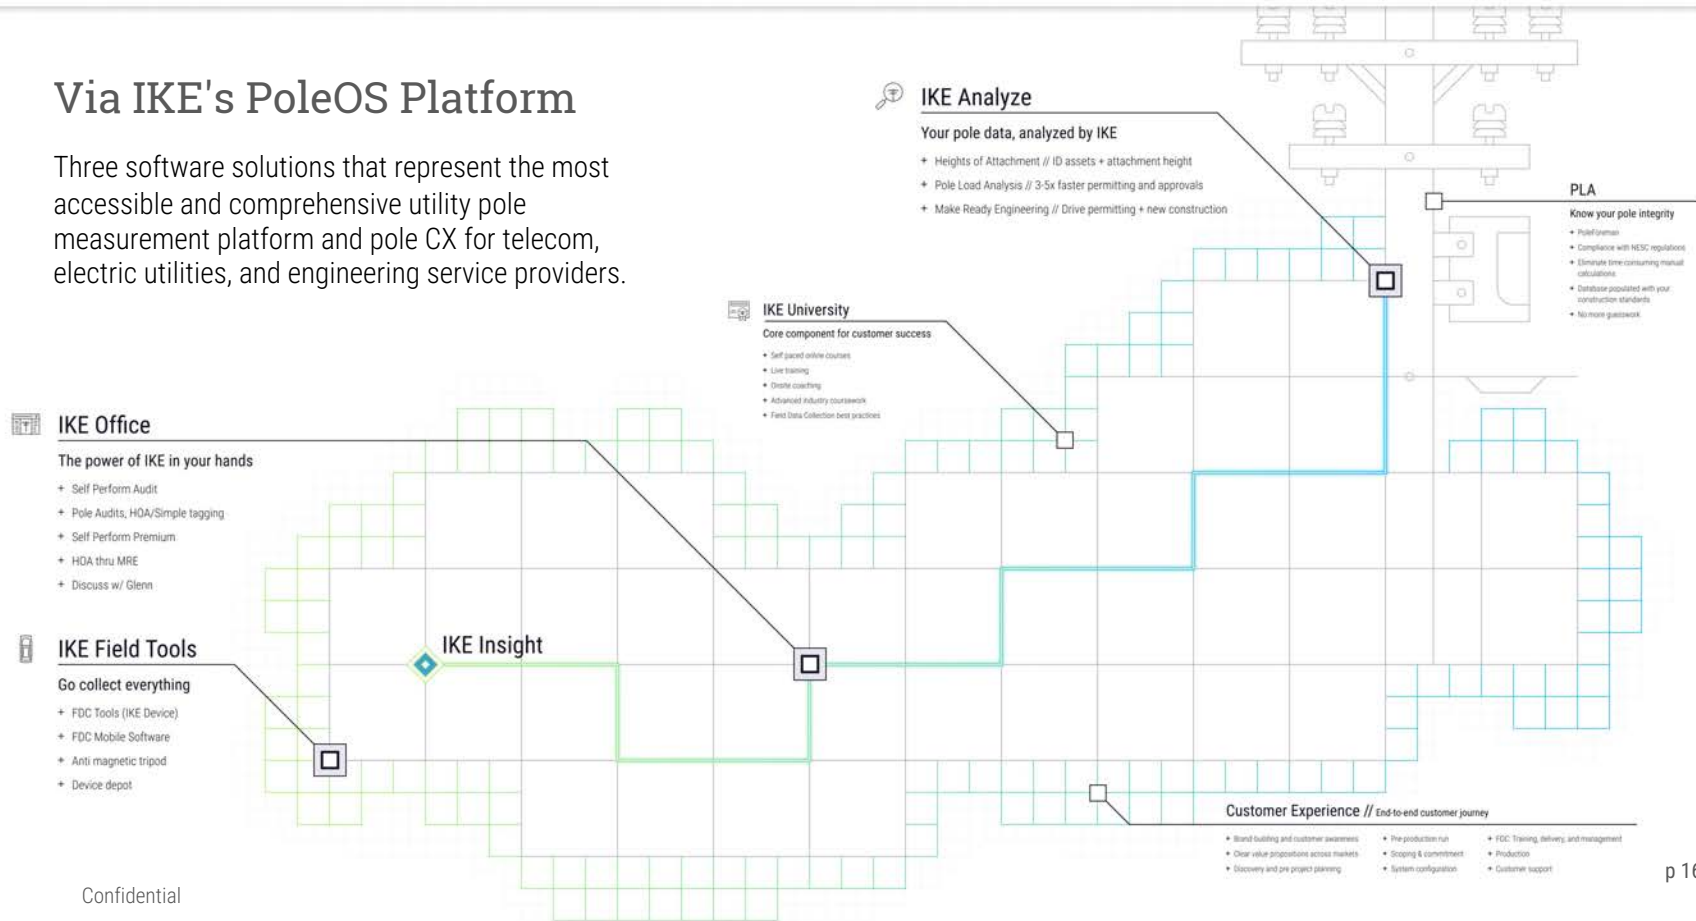 Via IKE's PoleOS Platform
Three software solutions that represent the most
accessible and comprehensive utility pole
measurement platform and pole CX for telecom,
electric utilities, and engineering service providers.
IKE Analyze
Your pole data, analyzed by IKE
+ Heights of Attachment // ID assets + attachment height
+ Pole Load Analysis // 3-5x faster permitting and approvals
+ Make Ready Engineering // Drive permitting + new construction
PLA
Know your pole integrity
+ PoleForeman
+ Compliance with NESC regulations
+ Eliminate time consuming manual
calculations
+ Database populated with your
construction standards
+ No more guesswork
IKE University
Core component for customer success
+ Self paced online courses
+ Live training
+ Onsite coaching
+ Advanced industry coursework
+ Field Data Collection best practices
IKE Office
The power of IKE in your hands
+ Self Perform Audit
+ Pole Audits, HOA/Simple tagging
+ Self Perform Premium
+ HOA thru MRE
+ Discuss w/ Glenn
IKE Field Tools
Go collect everything
+ FDC Tools (IKE Device)
+ FDC Mobile Software
+ Anti magnetic tripod
+ Device depot
IKE Insight
Customer Experience // End-to-end customer journey
+ Brand building and customer awareness
+ Clear value propositions across markets
+ Discovery and pre project planning
+ Pre-production run
+ Scoping & commitment
+ System configuration
+ FDC: Training, delivery, and management
+ Production
+ Customer support
Confidential
p 16